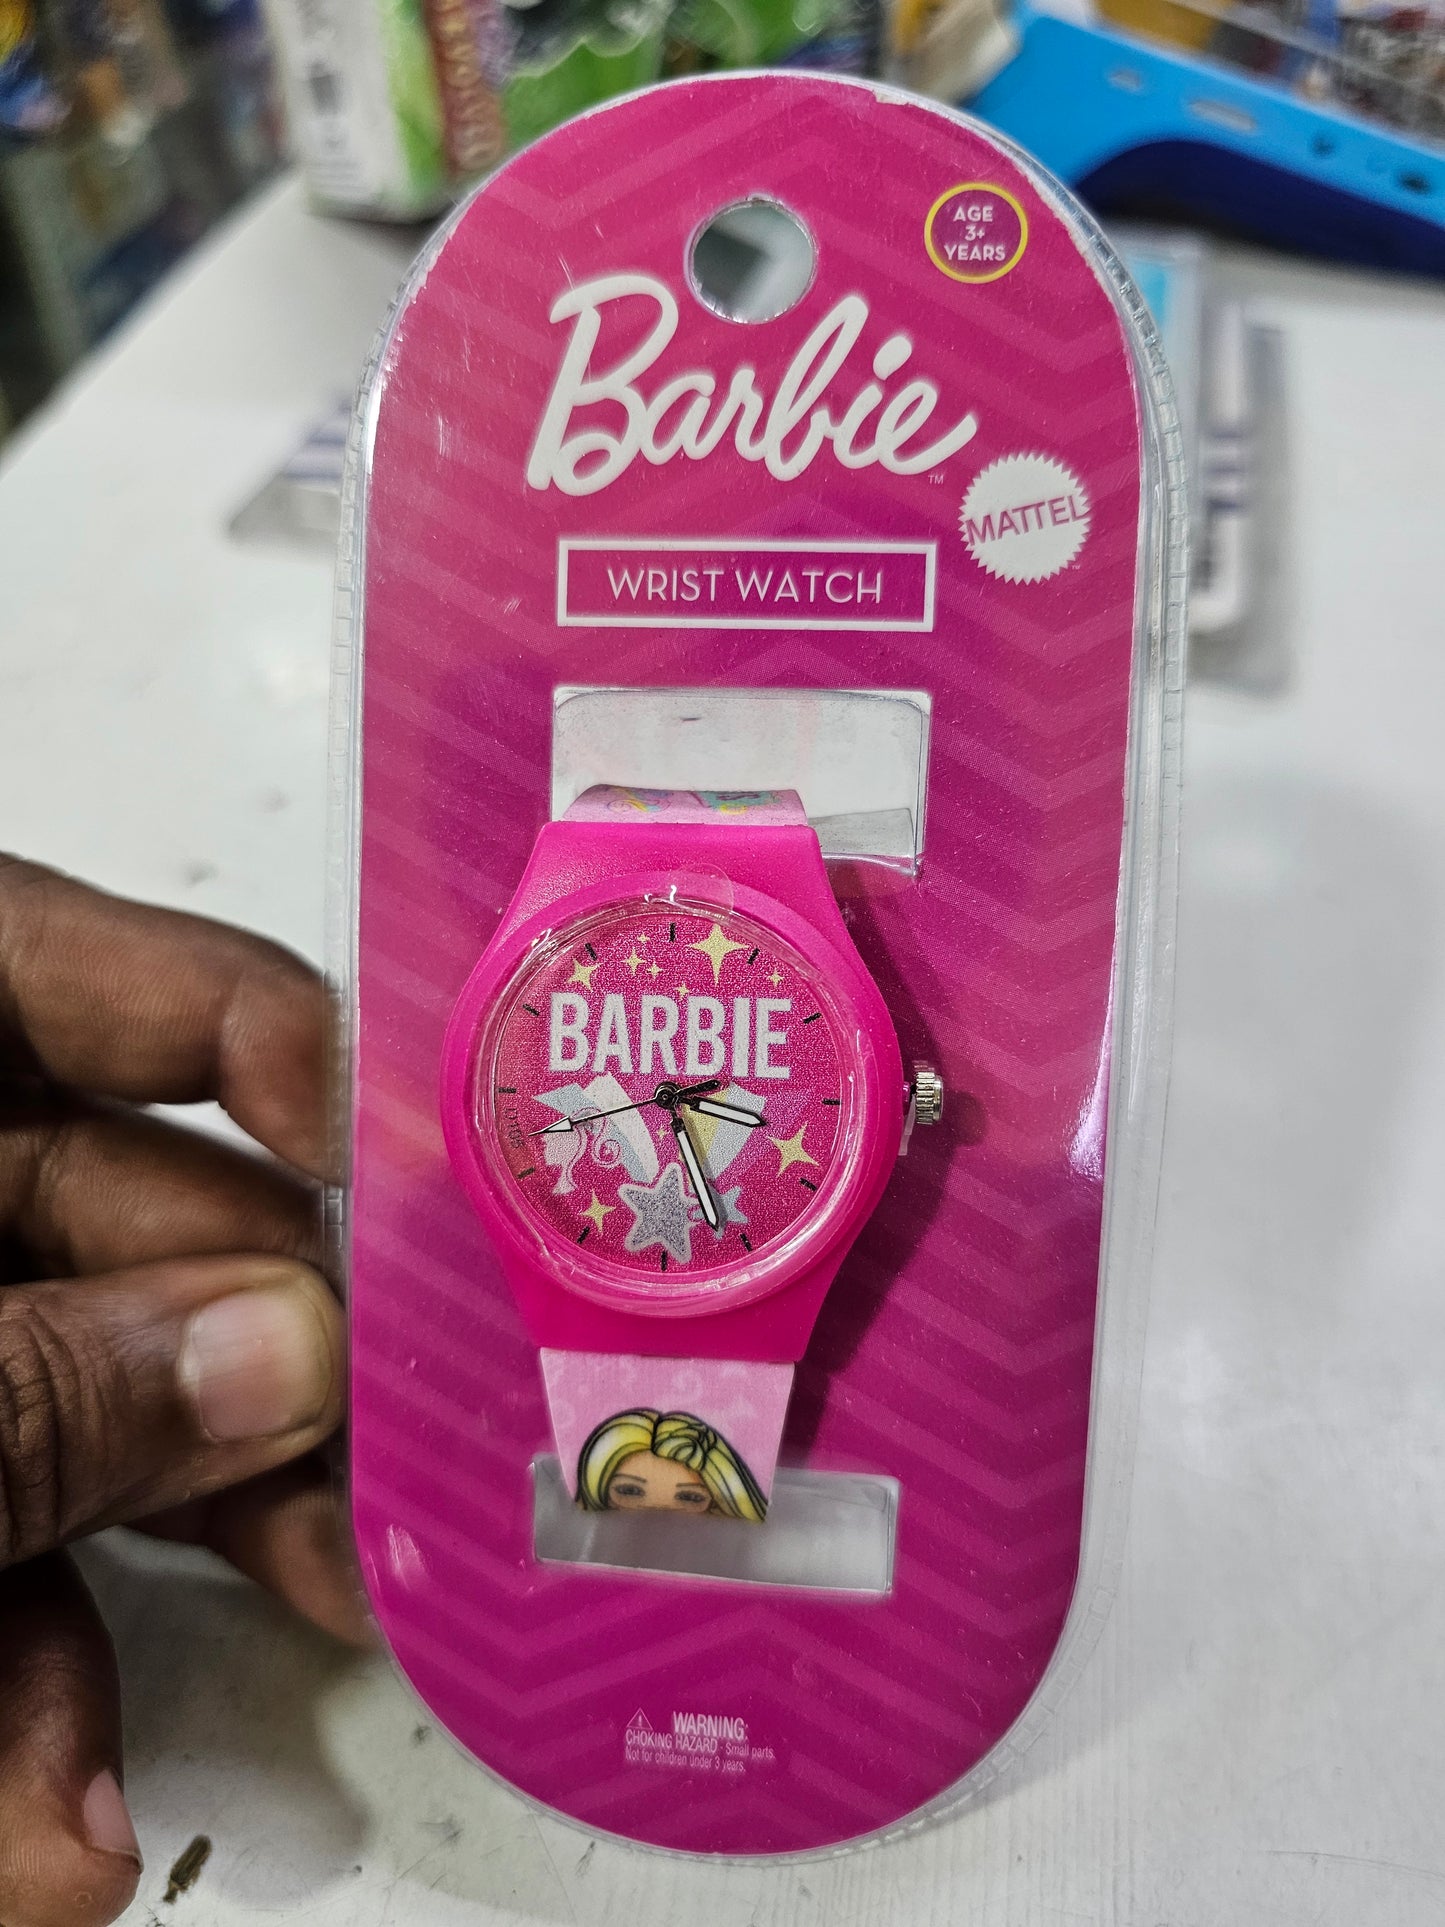 AGE
3+
YEARS
Barbie
TM
MATTEL
WRIST WATCH
BARBIE
WARNING:
CHOKING HAZARD - Small parts.
Not for children under 3 years.